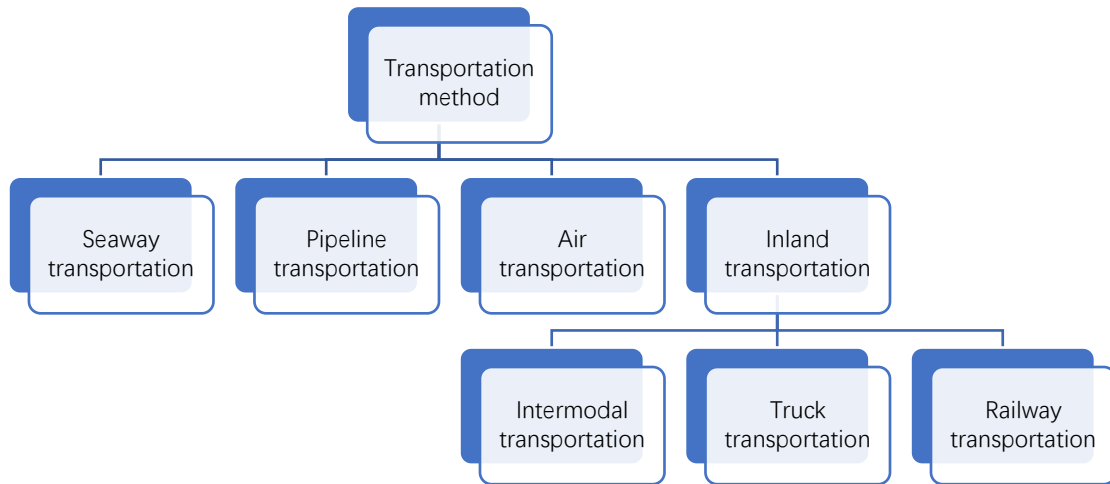 Transportation
method
Seaway
transportation
Pipeline
transportation
Air
transportation
Inland
transportation
Intermodal
transportation
Truck
transportation
Railway
transportation